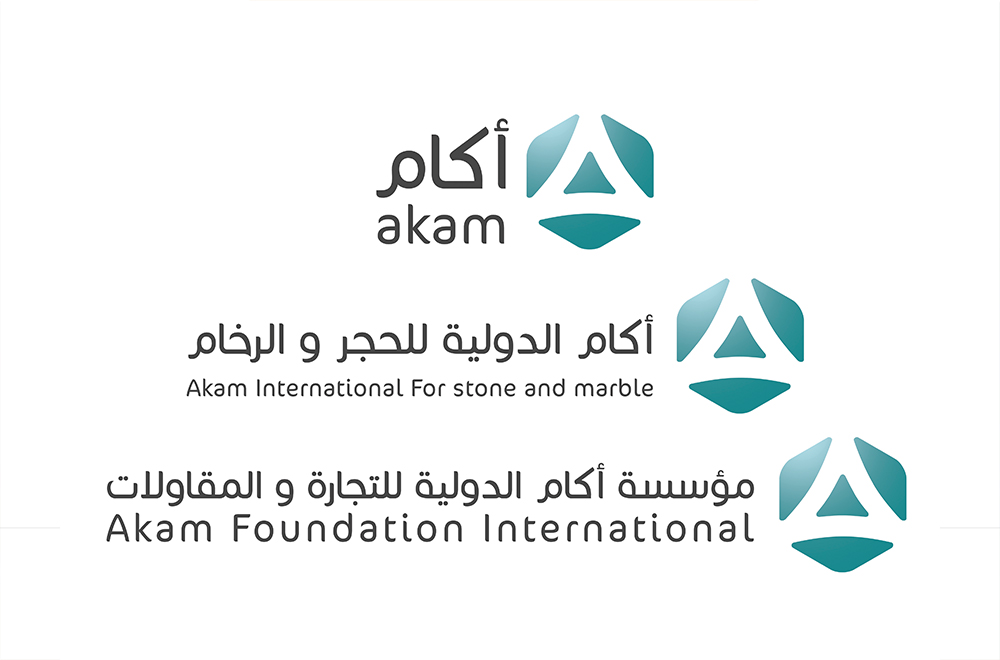 أكام
akam
أكام الدولية للحجر و الرخام
Akam International For stone and marble
مؤسسة أكام الدولية للتجارة و المقاولات
Akam Foundation International